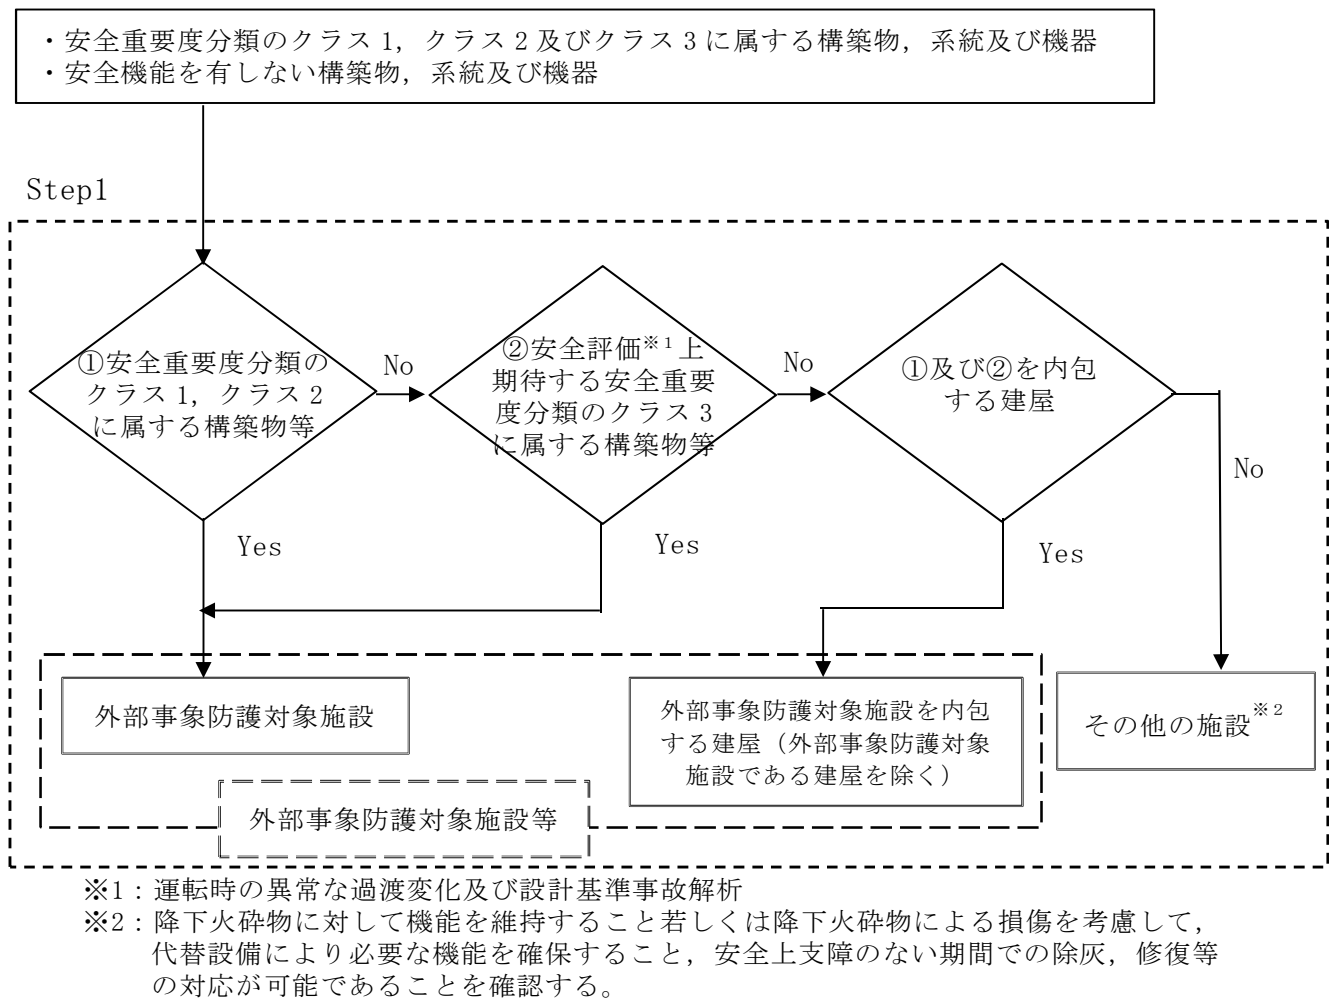 ・安全重要度分類のクラス1，クラス2及びクラス3に属する構築物，系統及び機器
・安全機能を有しない構築物，系統及び機器
Step1
①安全重要度分類の
クラス1，クラス2
に属する構築物等
No
②安全評価※1上
期待する安全重要
度分類のクラス3
に属する構築物等
No
①及び②を内包
する建屋
No
Yes
Yes
Yes
外部事象防護対象施設
外部事象防護対象施設を内包
する建屋（外部事象防護対象
施設である建屋を除く）
その他の施設※2
外部事象防護対象施設等
※1：運転時の異常な過渡変化及び設計基準事故解析
※2：降下火砕物に対して機能を維持すること若しくは降下火砕物による損傷を考慮して，
代替設備により必要な機能を確保すること，安全上支障のない期間での除灰，修復等
の対応が可能であることを確認する。